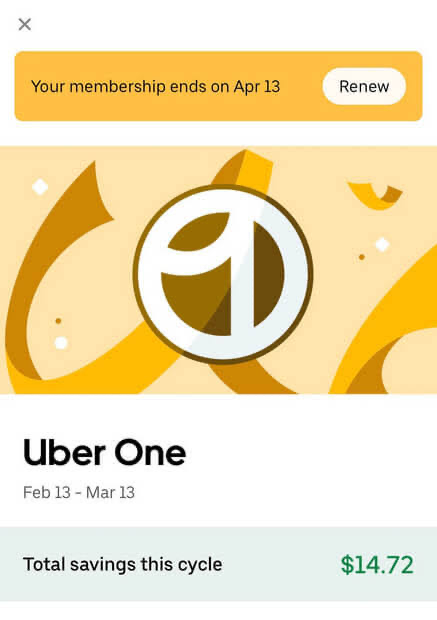 Your membership ends on Apr 13
Renew
Uber One
Feb 13 - Mar 13
Total savings this cycle
$14.72